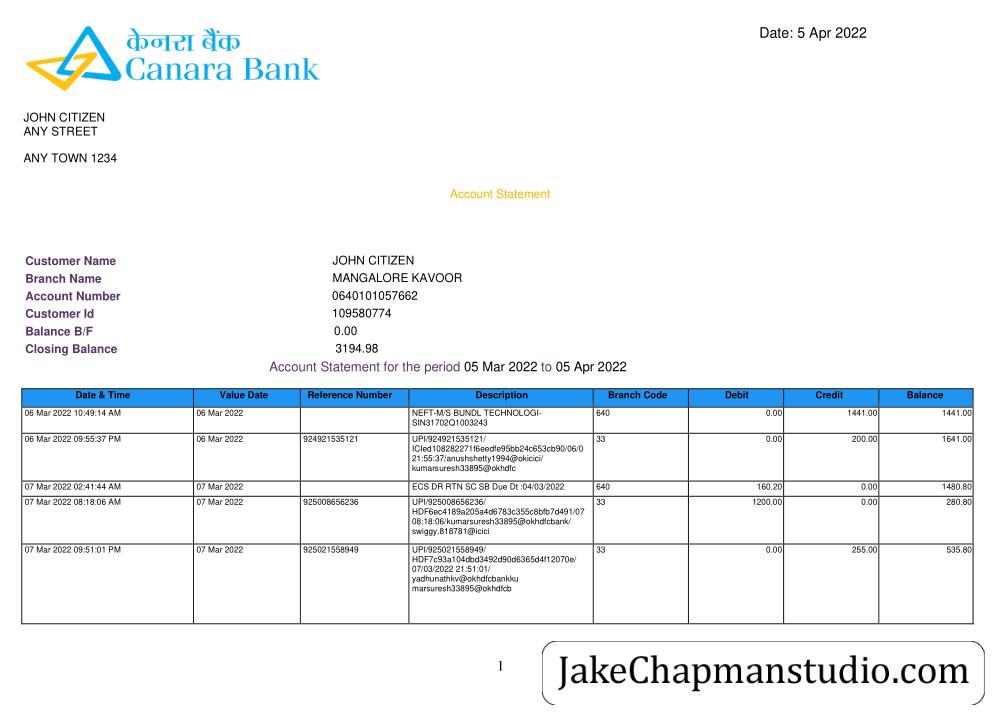 केनरा बैंक
Canara Bank
Date: 5 Apr 2022
JOHN CITIZEN
ANY STREET
ANY TOWN 1234
Account Statement
Customer Name JOHN CITIZEN
Branch Name MANGALORE KAVOOR
Account Number 0640101057662
Customer Id 109580774
Balance B/F 0.00
Closing Balance 3194.98
Account Statement for the period 05 Mar 2022 to 05 Apr 2022
Date & Time Value Date Reference Number Description Branch Code Debit Credit Balance
06 Mar 2022 10:49:14 AM 06 Mar 2022 NEFT-M/S BUNDL TECHNOLOGI- 640 0.00 1441.00 1441.00
SIN31702Q1003243
06 Mar 2022 09:55:37 PM 06 Mar 2022 924921535121 UPI/924921535121/ 33 0.00 200.00 1641.00
ICIed108282271f6eedfe95bb24c653cb90/06/0
21:55:37/anushshetty1994@okicici/
kumarsuresh33895@okhdfc
07 Mar 2022 02:41:44 AM 07 Mar 2022 ECS DR RTN SC SB Due Dt :04/03/2022 640 160.20 0.00 1480.80
07 Mar 2022 08:18:06 AM 07 Mar 2022 925008656236 UPI/925008656236/ 33 1200.00 0.00 280.80
HDF6ec4189a205a4d6783c355c8bfb7d491/07
08:18:06/kumarsuresh33895@okhdfcbank/
swiggy.818781@icici
07 Mar 2022 09:51:01 PM 07 Mar 2022 925021558949 UPI/925021558949/ 33 0.00 255.00 535.80
HDF7c93a104dbd3492d90d6365d4f12070e/
07/03/2022 21:51:01/
yadhunathkv@okhdfcbankku
marsuresh33895@okhdfcb
1
JakeChapmanstudio.com